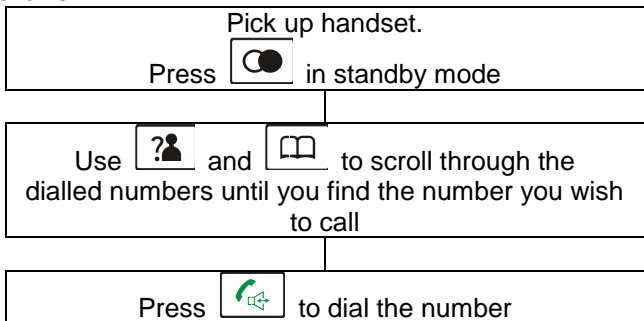 Pick up handset.
Press in standby mode
Use ? and to scroll through the
dialled numbers until you find the number you wish
to call
Press to dial the number